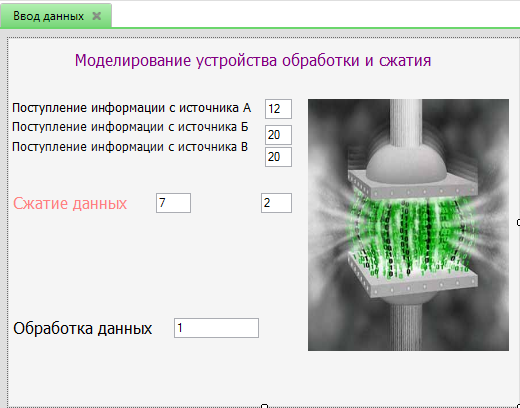 Ввод данных
Моделирование устройства обработки и сжатия
Поступление информации с источника А 12
Поступление информации с источника Б 20
Поступление информации с источника В 20
Сжатие данных 7 2
Обработка данных 1